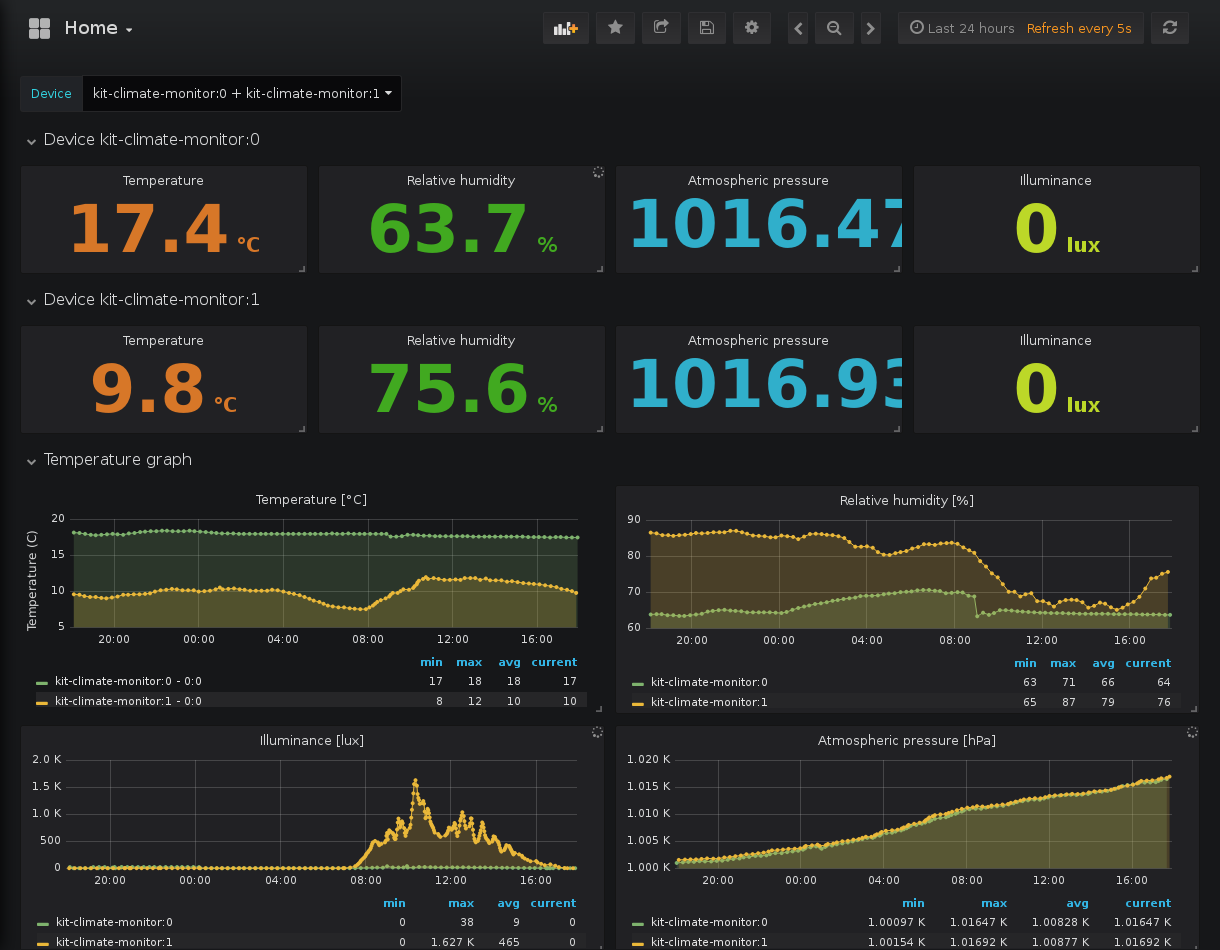 Home
Last 24 hours Refresh every 5s
Device kit-climate-monitor:0 + kit-climate-monitor:1
Device kit-climate-monitor:0
Temperature Relative humidity Atmospheric pressure Illuminance
17.4 °C 63.7 % 1016.47 0 lux
Device kit-climate-monitor:1
Temperature Relative humidity Atmospheric pressure Illuminance
9.8 °C 75.6 % 1016.93 0 lux
Temperature graph
Temperature [°C]
Temperature (C)
20
15
10
5
20:00 00:00 04:00 08:00 12:00 16:00
min max avg current
kit-climate-monitor:0 - 0:0 17 18 18 17
kit-climate-monitor:1 - 0:0 8 12 10 10
Relative humidity [%]
90
80
70
60
20:00 00:00 04:00 08:00 12:00 16:00
min max avg current
kit-climate-monitor:0 63 71 66 64
kit-climate-monitor:1 65 87 79 76
Illuminance [lux]
2.0 K
1.5 K
1.0 K
500
0
20:00 00:00 04:00 08:00 12:00 16:00
min max avg current
kit-climate-monitor:0 0 38 9 0
kit-climate-monitor:1 0 1.627 K 465 0
Atmospheric pressure [hPa]
1.020 K
1.015 K
1.010 K
1.005 K
1.000 K
20:00 00:00 04:00 08:00 12:00 16:00
min max avg current
kit-climate-monitor:0 1.00097 K 1.01647 K 1.00828 K 1.01647 K
kit-climate-monitor:1 1.00154 K 1.01692 K 1.00877 K 1.01692 K